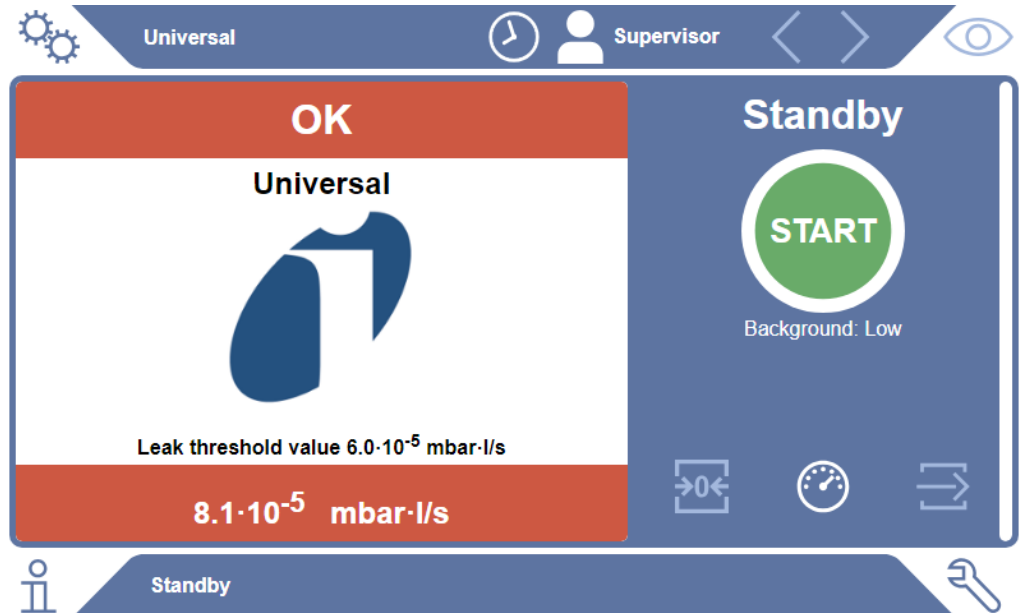 Universal
Supervisor
OK
Universal
Leak threshold value 6.0·10⁻⁵ mbar·l/s
8.1·10⁻⁵ mbar·l/s
Standby
START
Background: Low
→0←
Standby